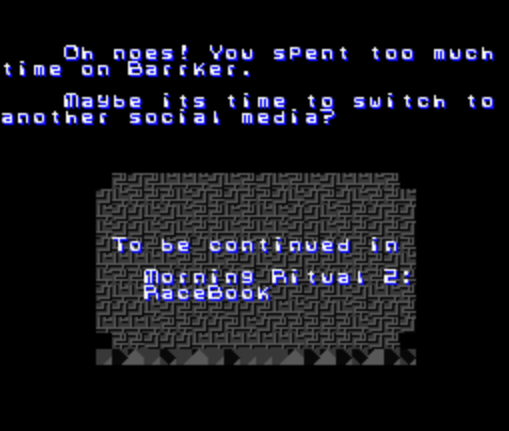 Oh noes! You spent too much
time on Barrker.
Maybe its time to switch to
another social media?
To be continued in
Morning Ritual 2:
RaceBook